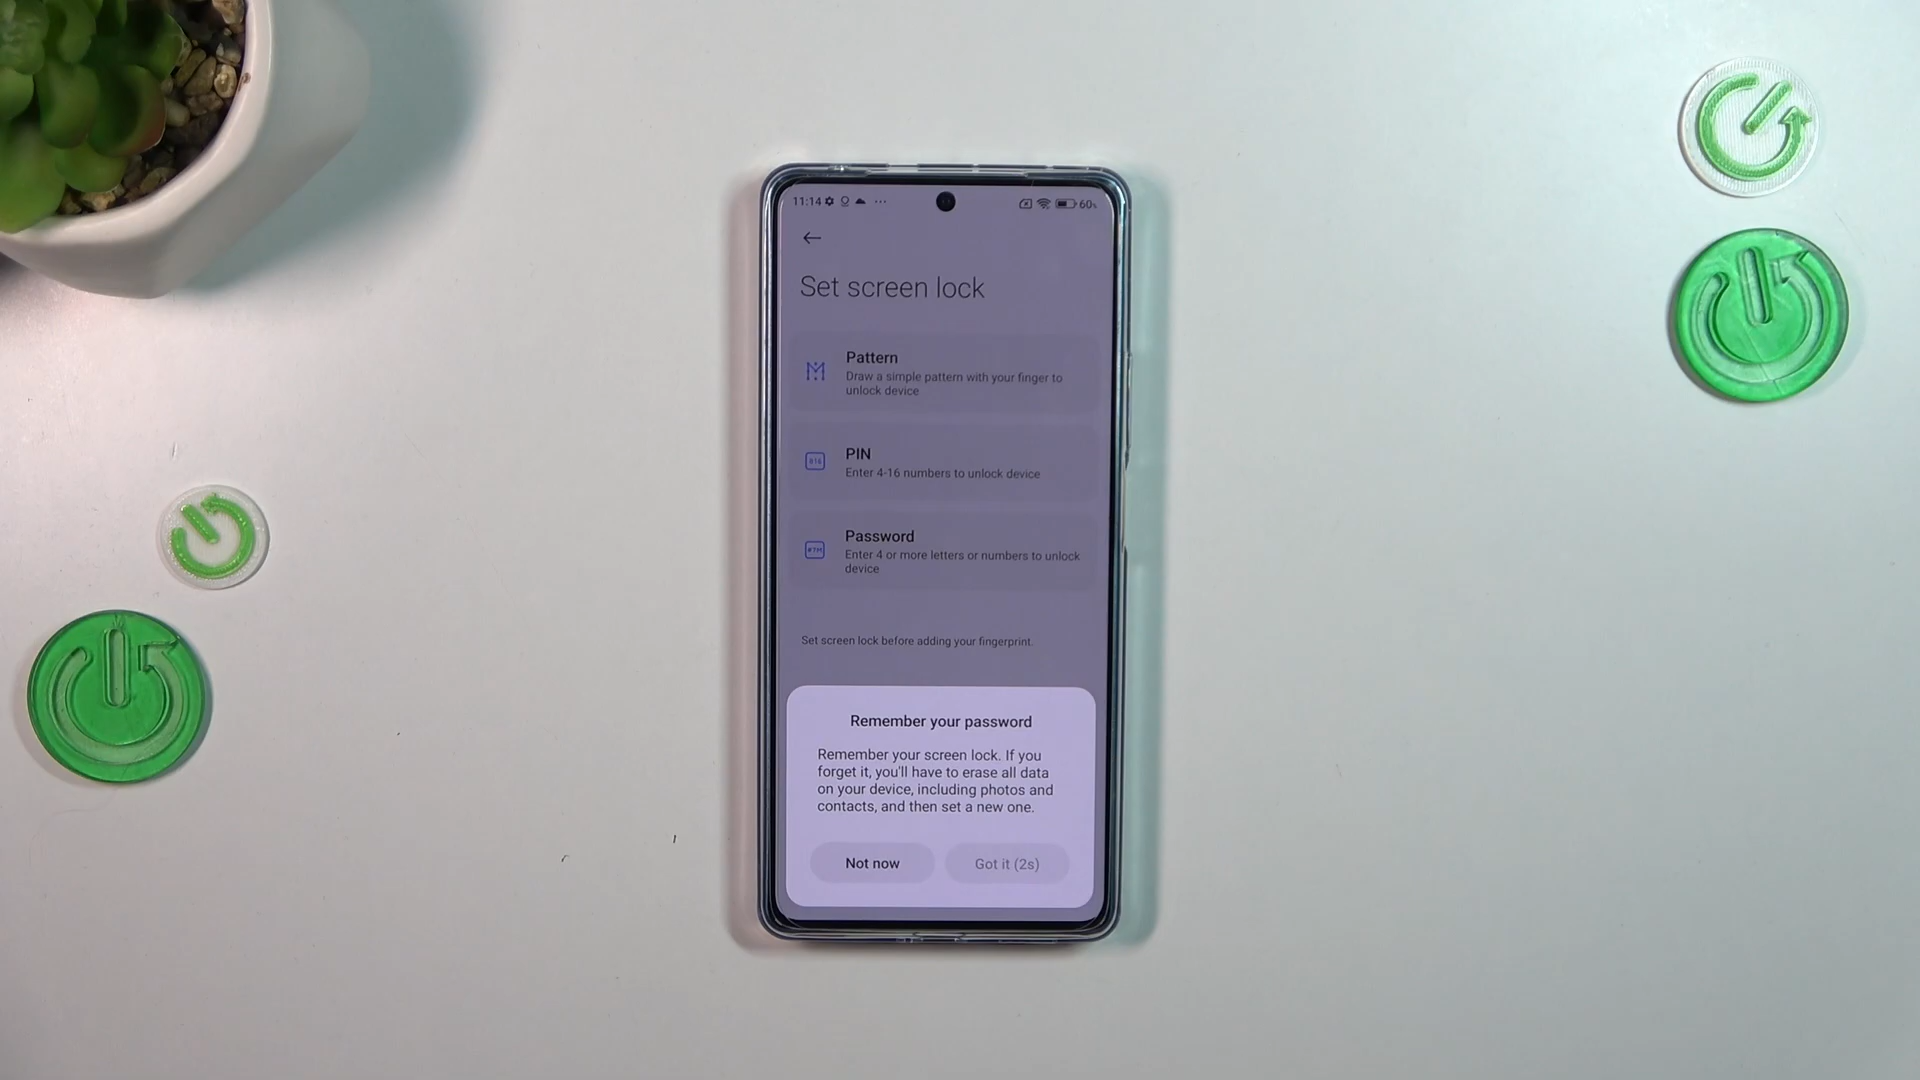 11:14
60%
Set screen lock
Pattern
Draw a simple pattern with your finger to
unlock device
PIN
Enter 4-16 numbers to unlock device
Password
Enter 4 or more letters or numbers to unlock
device
Set screen lock before adding your fingerprint.
Remember your password
Remember your screen lock. If you
forget it, you'll have to erase all data
on your device, including photos and
contacts, and then set a new one.
Not now
Got it (2s)